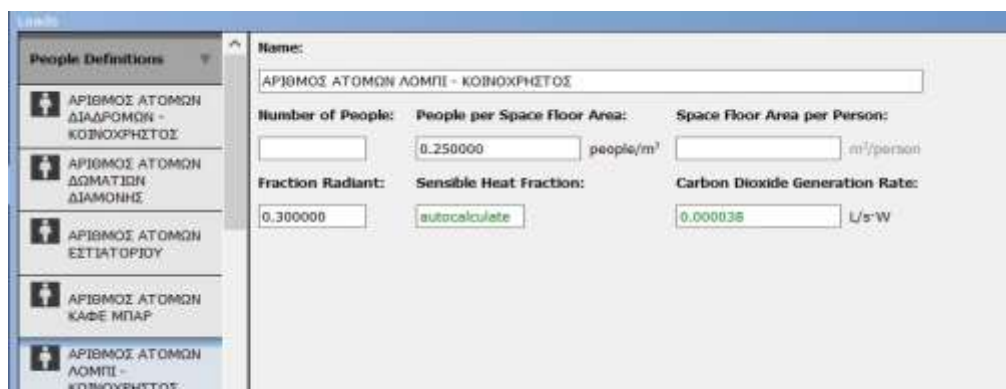 Loads
People Definitions
ΑΡΙΘΜΟΣ ΑΤΟΜΩΝ
ΔΙΑΔΡΟΜΩΝ -
ΚΟΙΝΟΧΡΗΣΤΟΣ
ΑΡΙΘΜΟΣ ΑΤΟΜΩΝ
ΔΩΜΑΤΙΩΝ
ΔΙΑΜΟΝΗΣ
ΑΡΙΘΜΟΣ ΑΤΟΜΩΝ
ΕΣΤΙΑΤΟΡΙΟΥ
ΑΡΙΘΜΟΣ ΑΤΟΜΩΝ
ΚΑΦΕ ΜΠΑΡ
ΑΡΙΘΜΟΣ ΑΤΟΜΩΝ
ΛΟΜΠΙ -
ΚΟΙΝΟΧΡΗΣΤΟΣ
Name:
ΑΡΙΘΜΟΣ ΑΤΟΜΩΝ ΛΟΜΠΙ - ΚΟΙΝΟΧΡΗΣΤΟΣ
Number of People: People per Space Floor Area: Space Floor Area per Person:
0.250000 people/m² m²/person
Fraction Radiant: Sensible Heat Fraction: Carbon Dioxide Generation Rate:
0.300000 autocalculate 0.000038 L/s·W